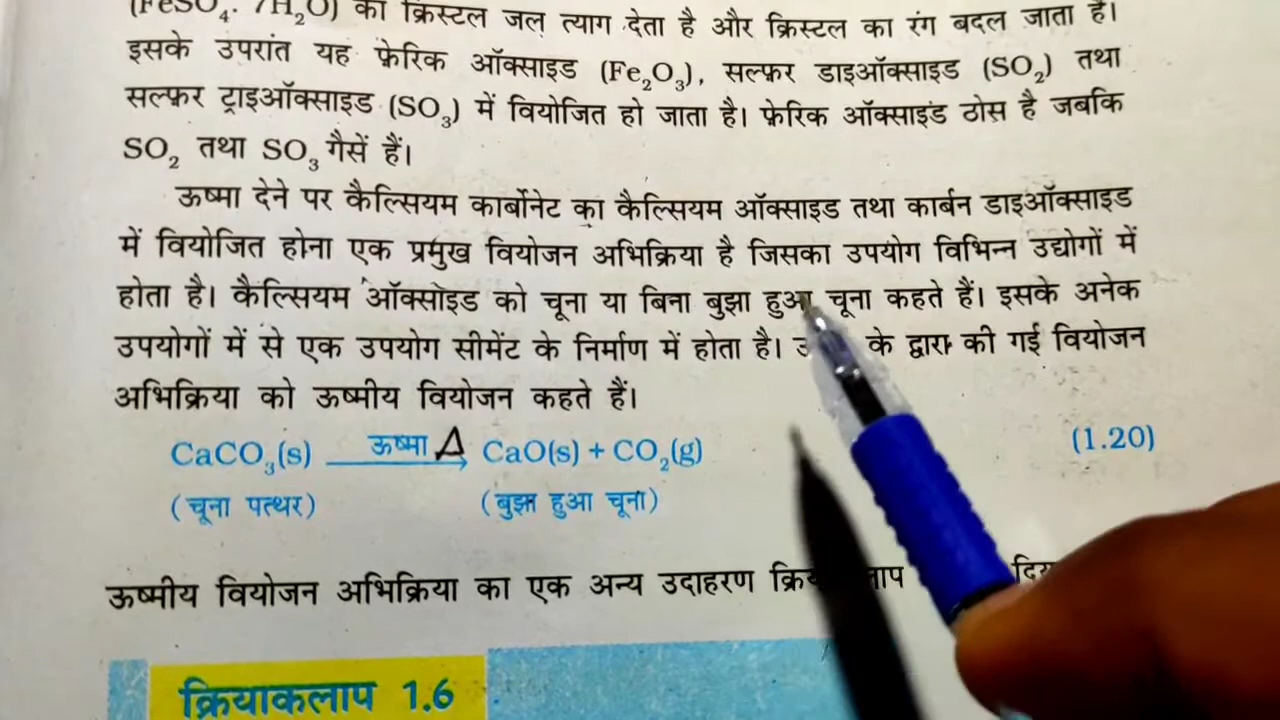 (FeSO₄. 7H₂O) का क्रिस्टल जल त्याग देता है और क्रिस्टल का रंग बदल जाता है।
इसके उपरांत यह फ़ेरिक ऑक्साइड (Fe₂O₃), सल्फ़र डाइऑक्साइड (SO₂) तथा
सल्फ़र ट्राइऑक्साइड (SO₃) में वियोजित हो जाता है। फ़ेरिक ऑक्साइड ठोस है जबकि
SO₂ तथा SO₃ गैसें हैं।
ऊष्मा देने पर कैल्सियम कार्बोनेट का कैल्सियम ऑक्साइड तथा कार्बन डाइऑक्साइड
में वियोजित होना एक प्रमुख वियोजन अभिक्रिया है जिसका उपयोग विभिन्न उद्योगों में
होता है। कैल्सियम ऑक्साइड को चूना या बिना बुझा हुआ चूना कहते हैं। इसके अनेक
उपयोगों में से एक उपयोग सीमेंट के निर्माण में होता है। के द्वारा की गई वियोजन
अभिक्रिया को ऊष्मीय वियोजन कहते हैं।
CaCO₃(s) ऊष्मा Δ → CaO(s) + CO₂(g) (1.20)
(चूना पत्थर) (बुझा हुआ चूना)
ऊष्मीय वियोजन अभिक्रिया का एक अन्य उदाहरण
क्रियाकलाप 1.6